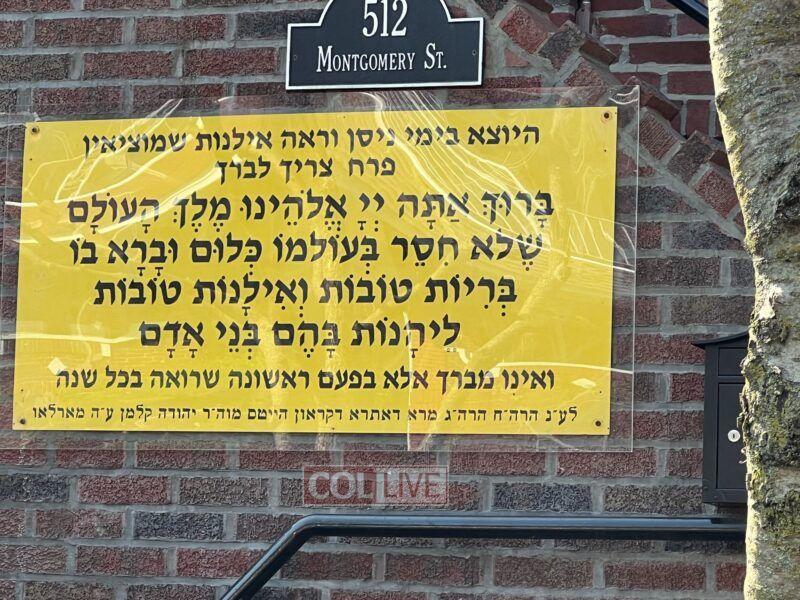 512
MONTGOMERY ST.
היוצא בימי ניסן וראה אילנות שמוציאין
פרח צריך לברך
בָּרוּךְ אַתָּה יְיָ אֱלֹהֵינוּ מֶלֶךְ הָעוֹלָם
שֶׁלֹא חִסֵר בְּעוֹלמוֹ כְּלוּם וּבָרָא בוֹ
בְּרִיוֹת טוֹבוֹת וְאִילָנוֹת טוֹבוֹת
לֵיהָנוֹת בָּהֶם בְּנֵי אָדָם
ואינו מברך אלא בפעם ראשונה שרואה בכל שנה
לע״נ הרה״ח הרה״ג מרא דאתרא דקראון הייטס מוה״ר יהודה קלמן ע״ה מארלאו
COLLIVE